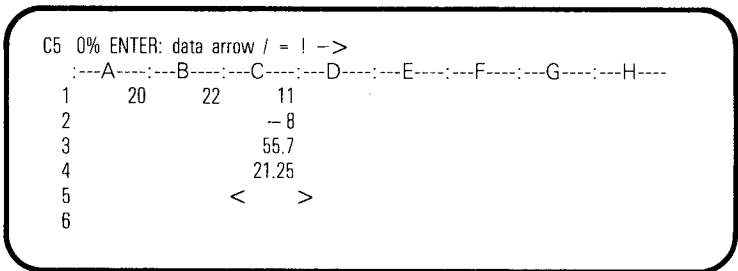 C5 0% ENTER: data arrow / = ! –>
:---A----:---B----:---C----:---D----:---E----:---F----:---G----:---H----
1 20 22 11
2 – 8
3 55.7
4 21.25
5 < >
6